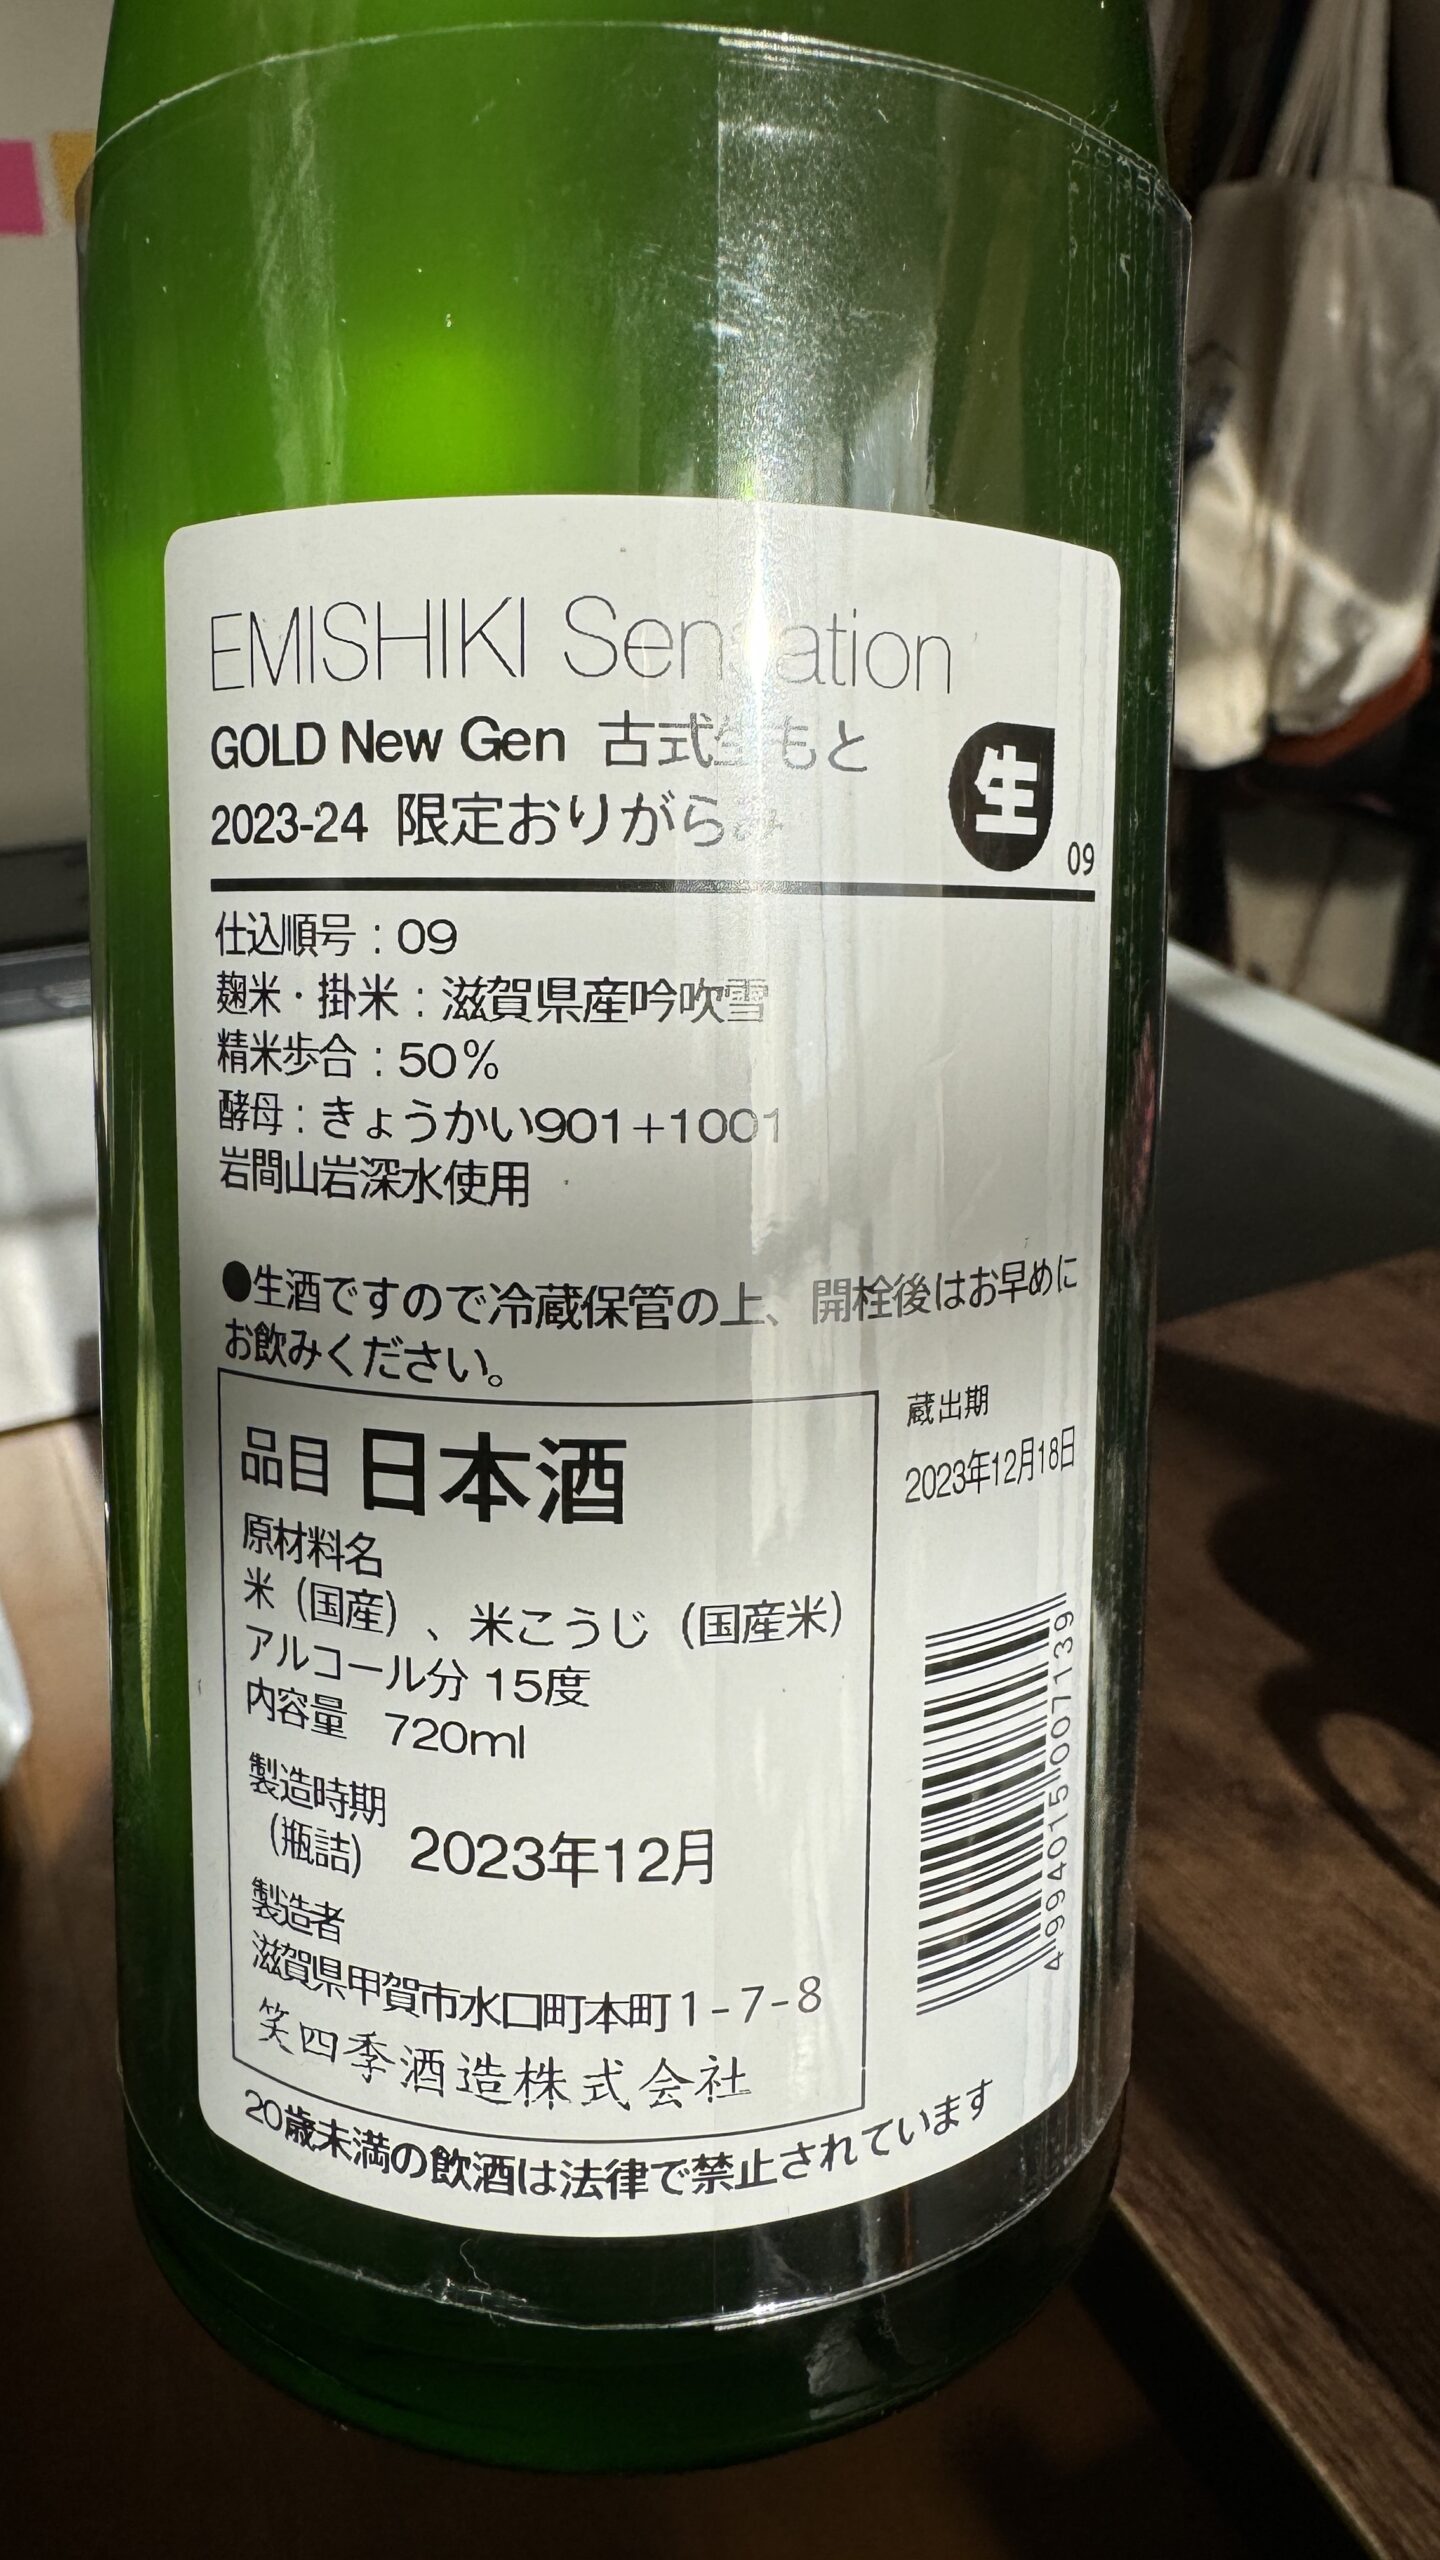 EMISHIKI Sensation
GOLD New Gen 古式生もと
2023-24 限定おりがらみ
生
09
仕込順号：09
麹米・掛米：滋賀県産吟吹雪
精米歩合：50％
酵母：きょうかい901+1001
岩間山岩深水使用
●生酒ですので冷蔵保管の上、開栓後はお早めに
お飲みください。
品目 日本酒
原材料名
米（国産）、米こうじ（国産米）
アルコール分 15度
内容量 720ml
製造時期
（瓶詰） 2023年12月
製造者
滋賀県甲賀市水口町本町1-7-8
笑四季酒造株式会社
蔵出期
2023年12月18日
4994015007139
20歳未満の飲酒は法律で禁止されています